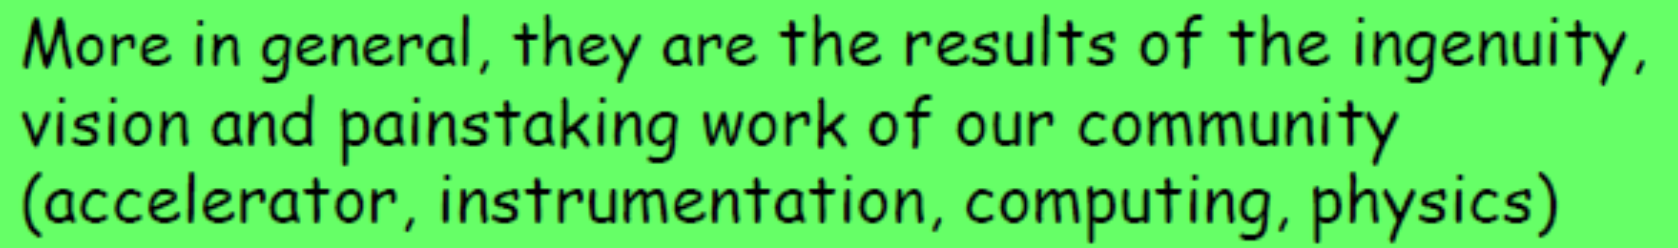 More in general, they are the results of the ingenuity,
vision and painstaking work of our community
(accelerator, instrumentation, computing, physics)